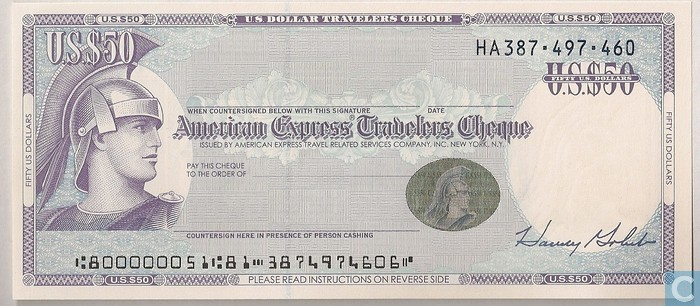 U.S.$50 US DOLLAR TRAVELERS CHEQUE U.S.$50
U.S.$50
HA387·497·460
U.S.$50
FIFTY US DOLLARS
FIFTY US DOLLARS
FIFTY US DOLLARS
WHEN COUNTERSIGNED BELOW WITH THIS SIGNATURE DATE
American Express Travelers Cheque
ISSUED BY AMERICAN EXPRESS TRAVEL RELATED SERVICES COMPANY, INC. NEW YORK, N.Y.
PAY THIS CHEQUE
TO THE ORDER OF
COUNTERSIGN HERE IN PRESENCE OF PERSON CASHING
⑆800000051⑆81⑈3874974606⑈
U.S.$50 PLEASE READ INSTRUCTIONS ON REVERSE SIDE U.S.$50
C